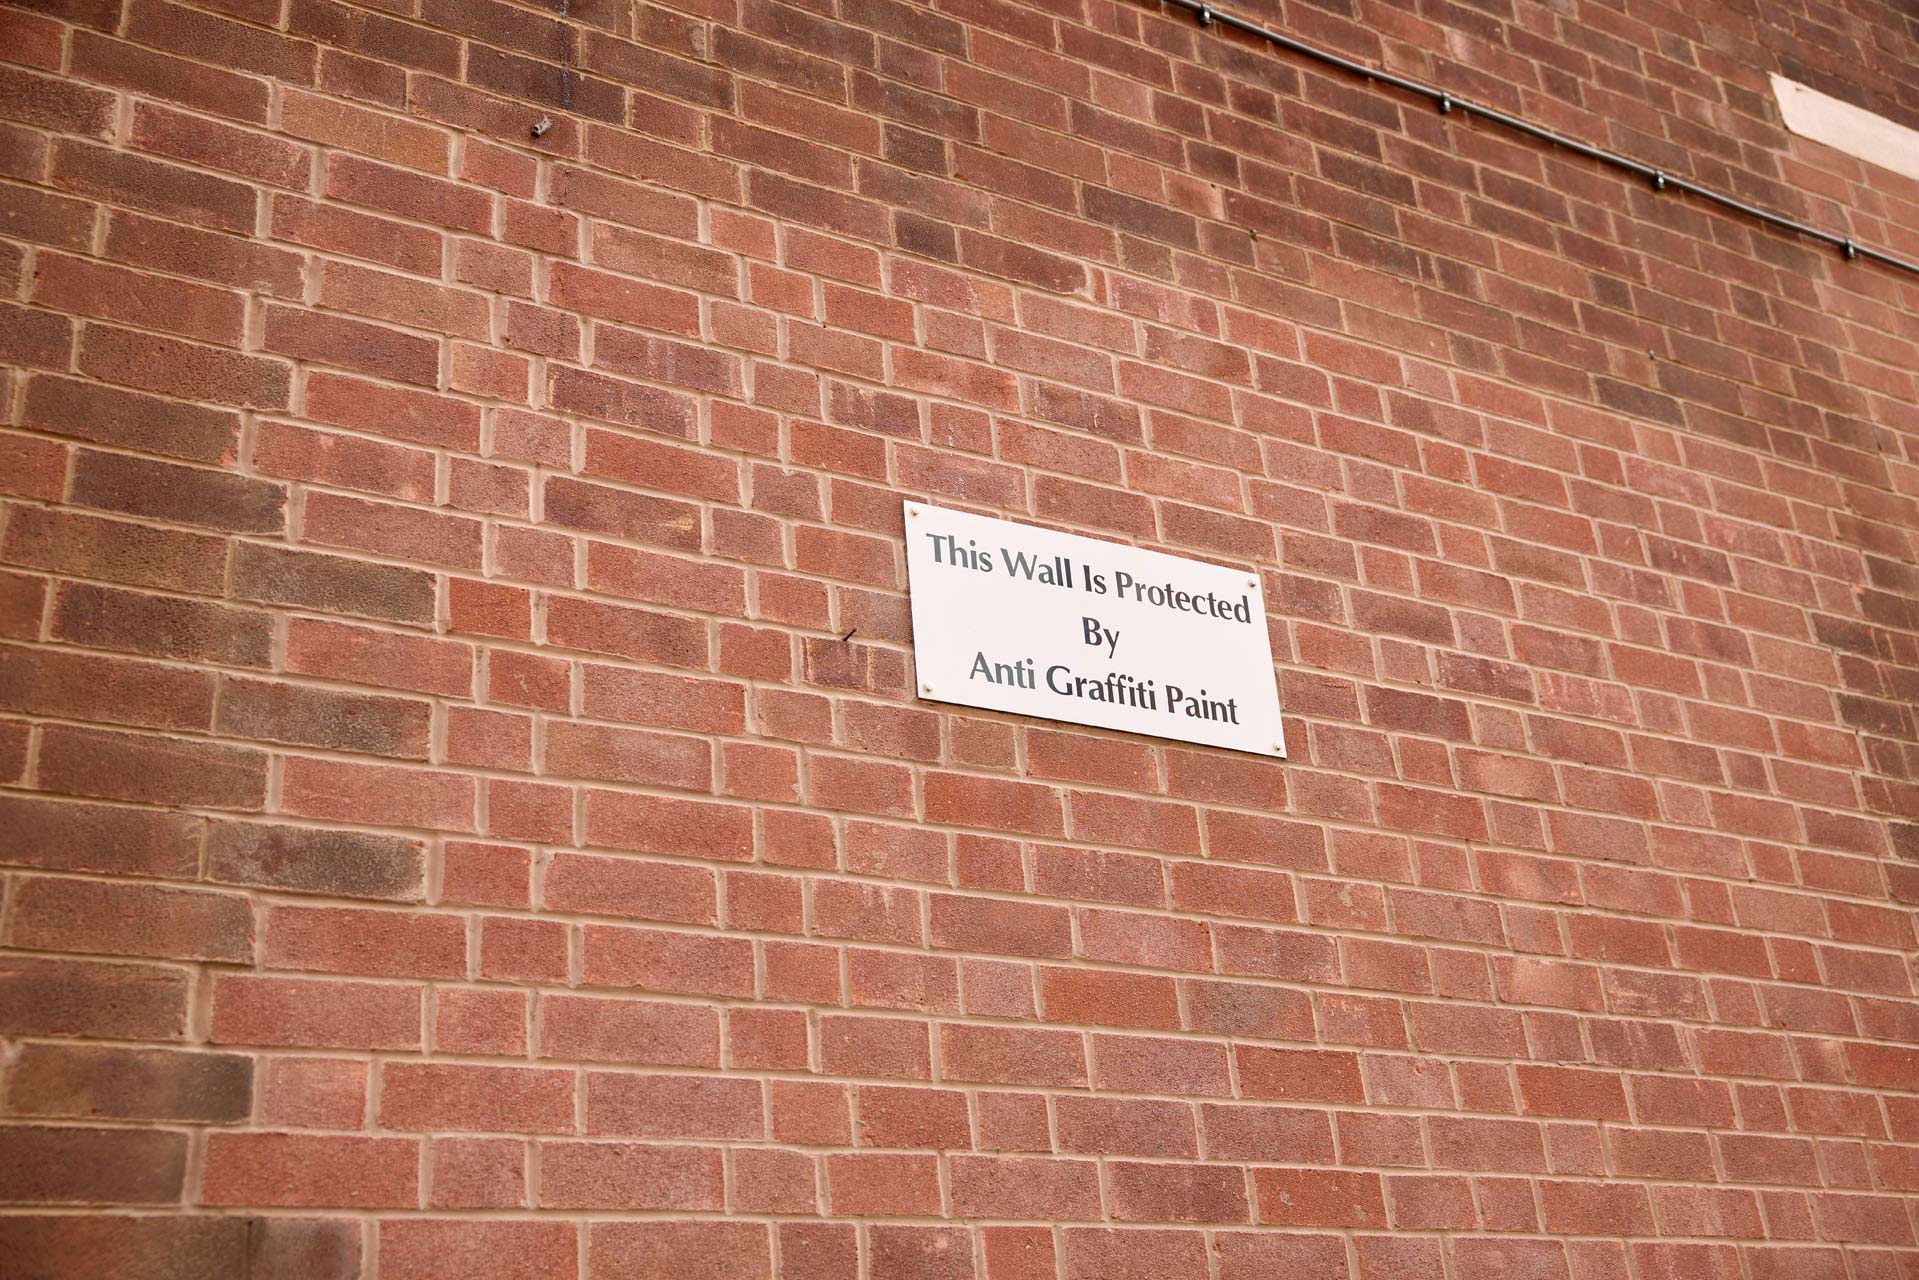 This Wall Is Protected
By
Anti Graffiti Paint